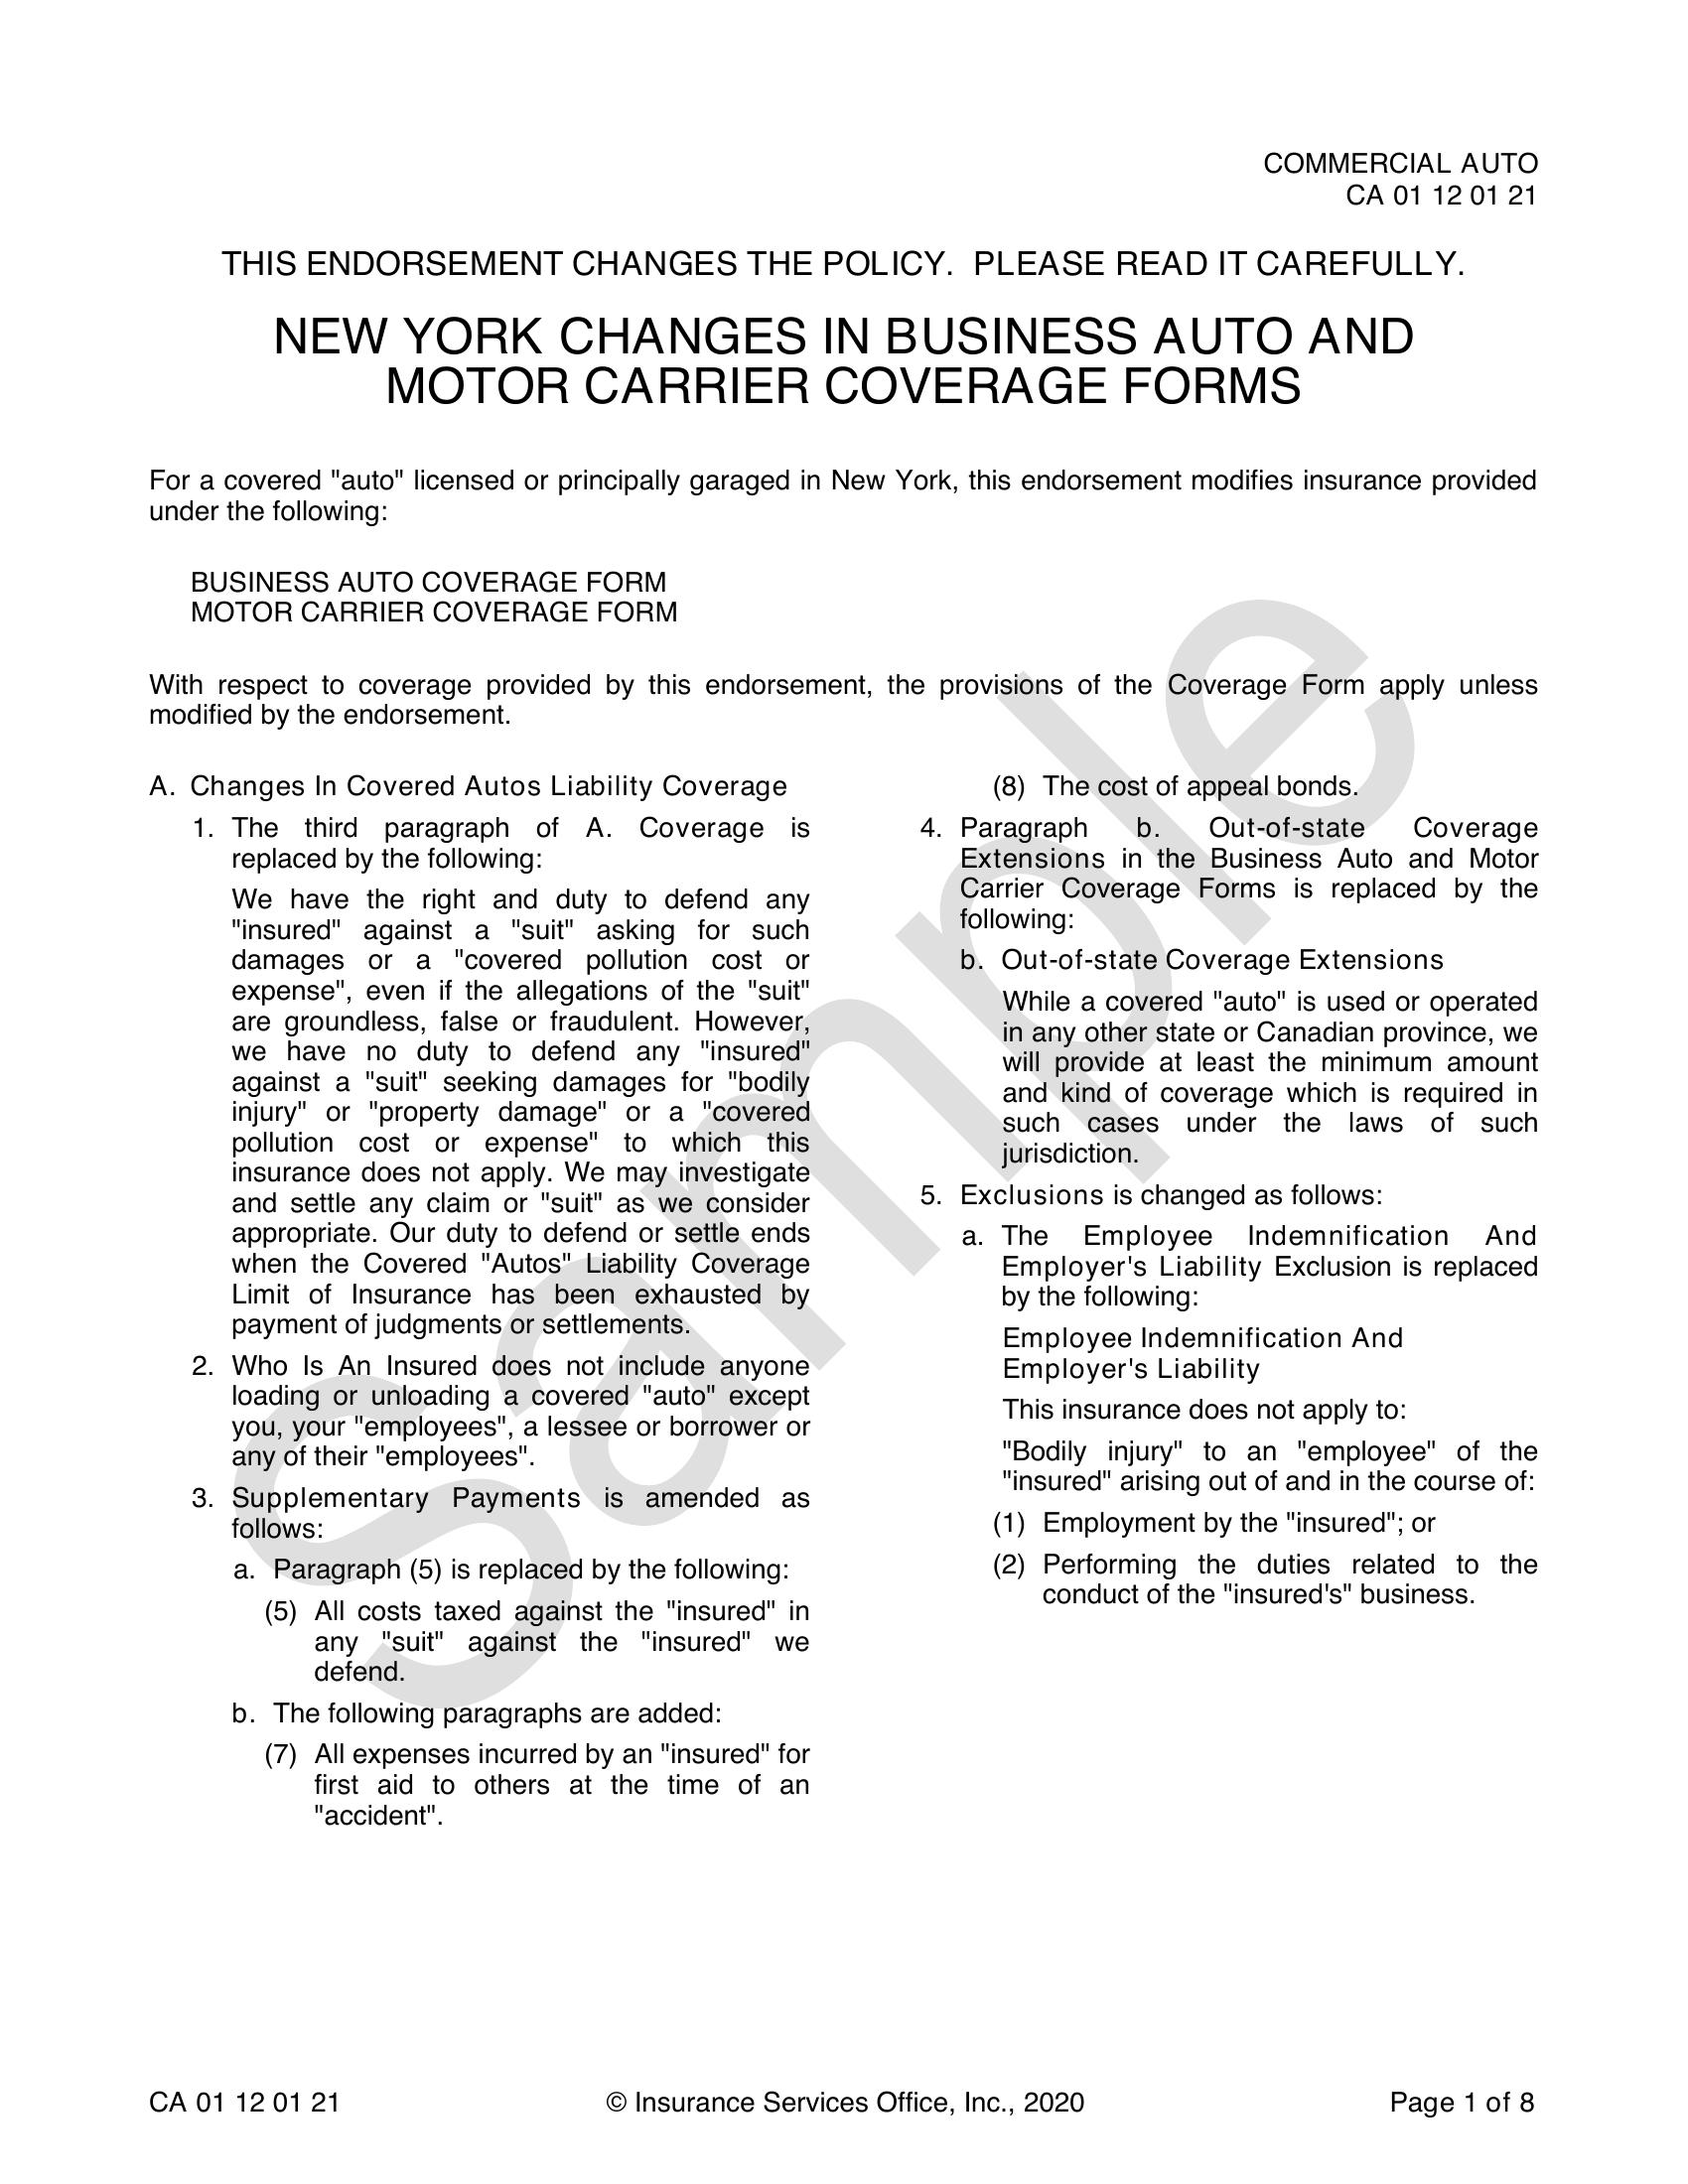 COMMERCIAL AUTO
CA 01 12 01 21
THIS ENDORSEMENT CHANGES THE POLICY. PLEASE READ IT CAREFULLY.
NEW YORK CHANGES IN BUSINESS AUTO AND
MOTOR CARRIER COVERAGE FORMS
For a covered "auto" licensed or principally garaged in New York, this endorsement modifies insurance provided
under the following:
BUSINESS AUTO COVERAGE FORM
MOTOR CARRIER COVERAGE FORM
With respect to coverage provided by this endorsement, the provisions of the Coverage Form apply unless
modified by the endorsement.
A. Changes In Covered Autos Liability Coverage
1. The third paragraph of A. Coverage is
replaced by the following:
We have the right and duty to defend any
"insured" against a "suit" asking for such
damages or a "covered pollution cost or
expense", even if the allegations of the "suit"
are groundless, false or fraudulent. However,
we have no duty to defend any "insured"
against a "suit" seeking damages for "bodily
injury" or "property damage" or a "covered
pollution cost or expense" to which this
insurance does not apply. We may investigate
and settle any claim or "suit" as we consider
appropriate. Our duty to defend or settle ends
when the Covered "Autos" Liability Coverage
Limit of Insurance has been exhausted by
payment of judgments or settlements.
2. Who Is An Insured does not include anyone
loading or unloading a covered "auto" except
you, your "employees", a lessee or borrower or
any of their "employees".
3. Supplementary Payments is amended as
follows:
a. Paragraph (5) is replaced by the following:
(5) All costs taxed against the "insured" in
any "suit" against the "insured" we
defend.
b. The following paragraphs are added:
(7) All expenses incurred by an "insured" for
first aid to others at the time of an
"accident".
(8) The cost of appeal bonds.
4. Paragraph b. Out-of-state Coverage
Extensions in the Business Auto and Motor
Carrier Coverage Forms is replaced by the
following:
b. Out-of-state Coverage Extensions
While a covered "auto" is used or operated
in any other state or Canadian province, we
will provide at least the minimum amount
and kind of coverage which is required in
such cases under the laws of such
jurisdiction.
5. Exclusions is changed as follows:
a. The Employee Indemnification And
Employer's Liability Exclusion is replaced
by the following:
Employee Indemnification And
Employer's Liability
This insurance does not apply to:
"Bodily injury" to an "employee" of the
"insured" arising out of and in the course of:
(1) Employment by the "insured"; or
(2) Performing the duties related to the
conduct of the "insured's" business.
Sample
CA 01 12 01 21 © Insurance Services Office, Inc., 2020 Page 1 of 8